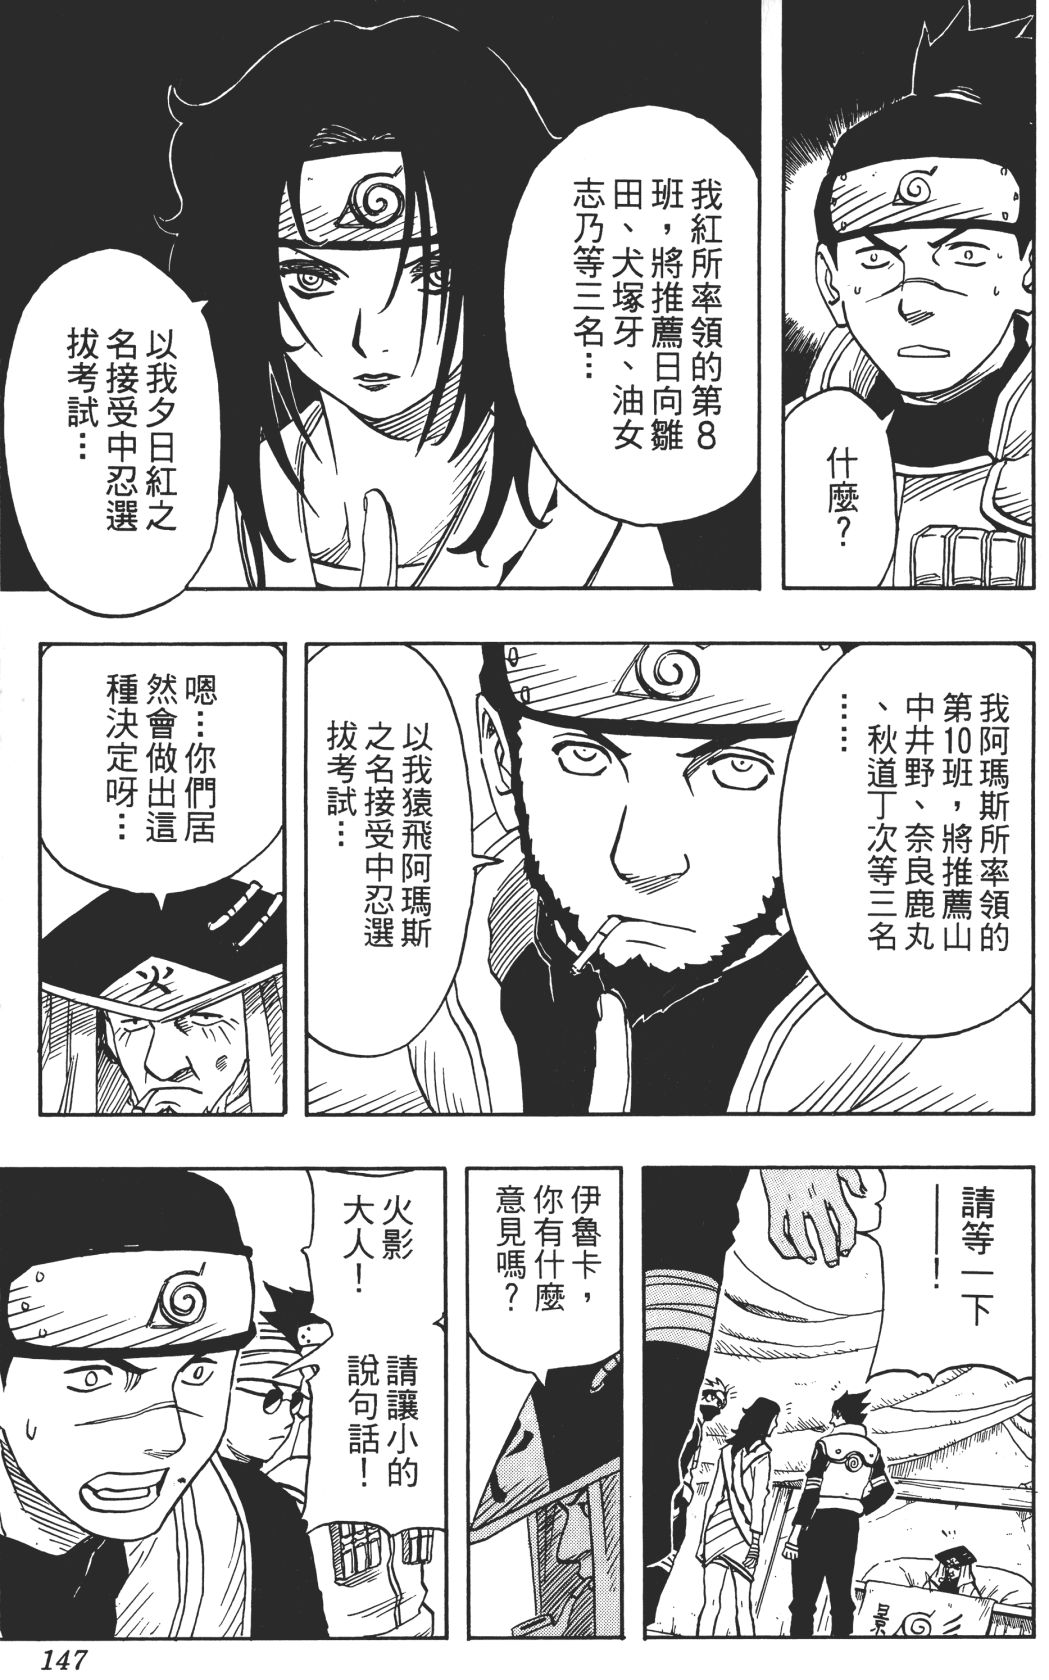 什麼?
我紅所率領的第8
班，將推薦日向雛
田、犬塚牙、油女
志乃等三名…
以我夕日紅之
名接受中忍選
拔考試…
我阿瑪斯所率領的
第10班，將推薦山
中井野、奈良鹿丸
、秋道丁次等三名
……
以我猿飛阿瑪斯
之名接受中忍選
拔考試…
嗯…你們居
然會做出這
種決定呀…
火
請等一下
——!
影
伊魯卡，
你有什麼
意見嗎?
火影
大人!
請讓小的
說句話!
147